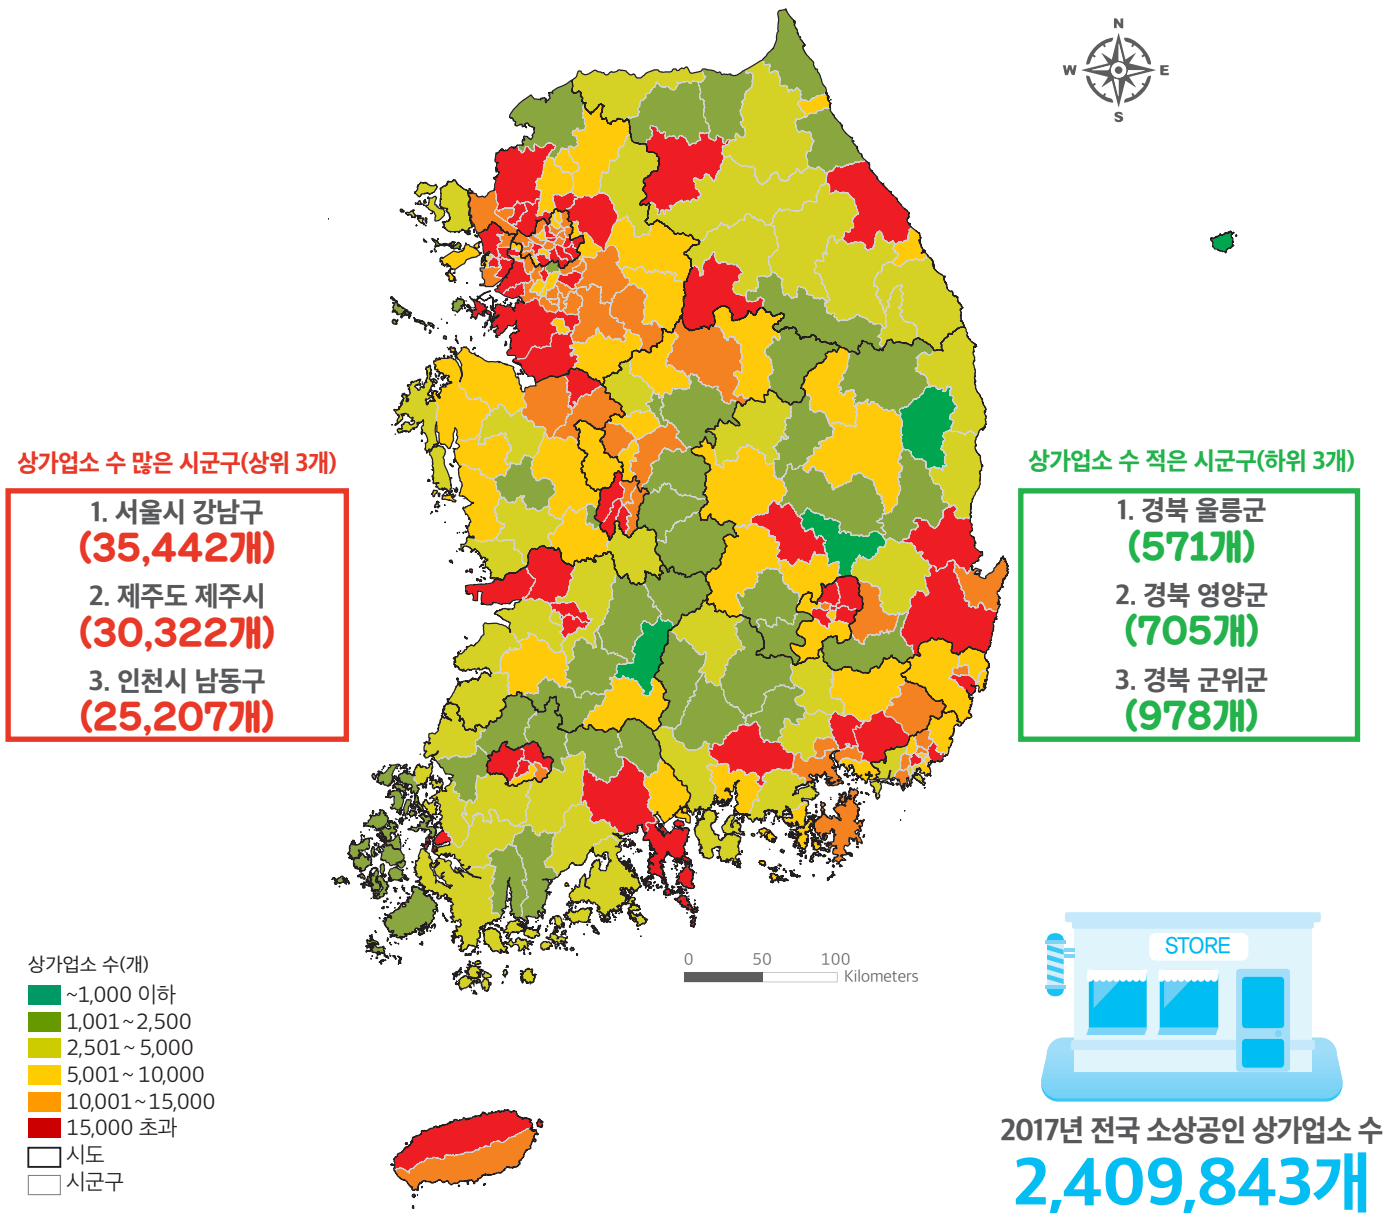 N
W
E
S
상가업소 수 많은 시군구(상위 3개)
1. 서울시 강남구
(35,442개)
2. 제주도 제주시
(30,322개)
3. 인천시 남동구
(25,207개)
상가업소 수 적은 시군구(하위 3개)
1. 경북 울릉군
(571개)
2. 경북 영양군
(705개)
3. 경북 군위군
(978개)
상가업소 수(개)
~1,000 이하
1,001~2,500
2,501~5,000
5,001~10,000
10,001~15,000
15,000 초과
시도
시군구
0 50 100
Kilometers
STORE
2017년 전국 소상공인 상가업소 수
2,409,843개